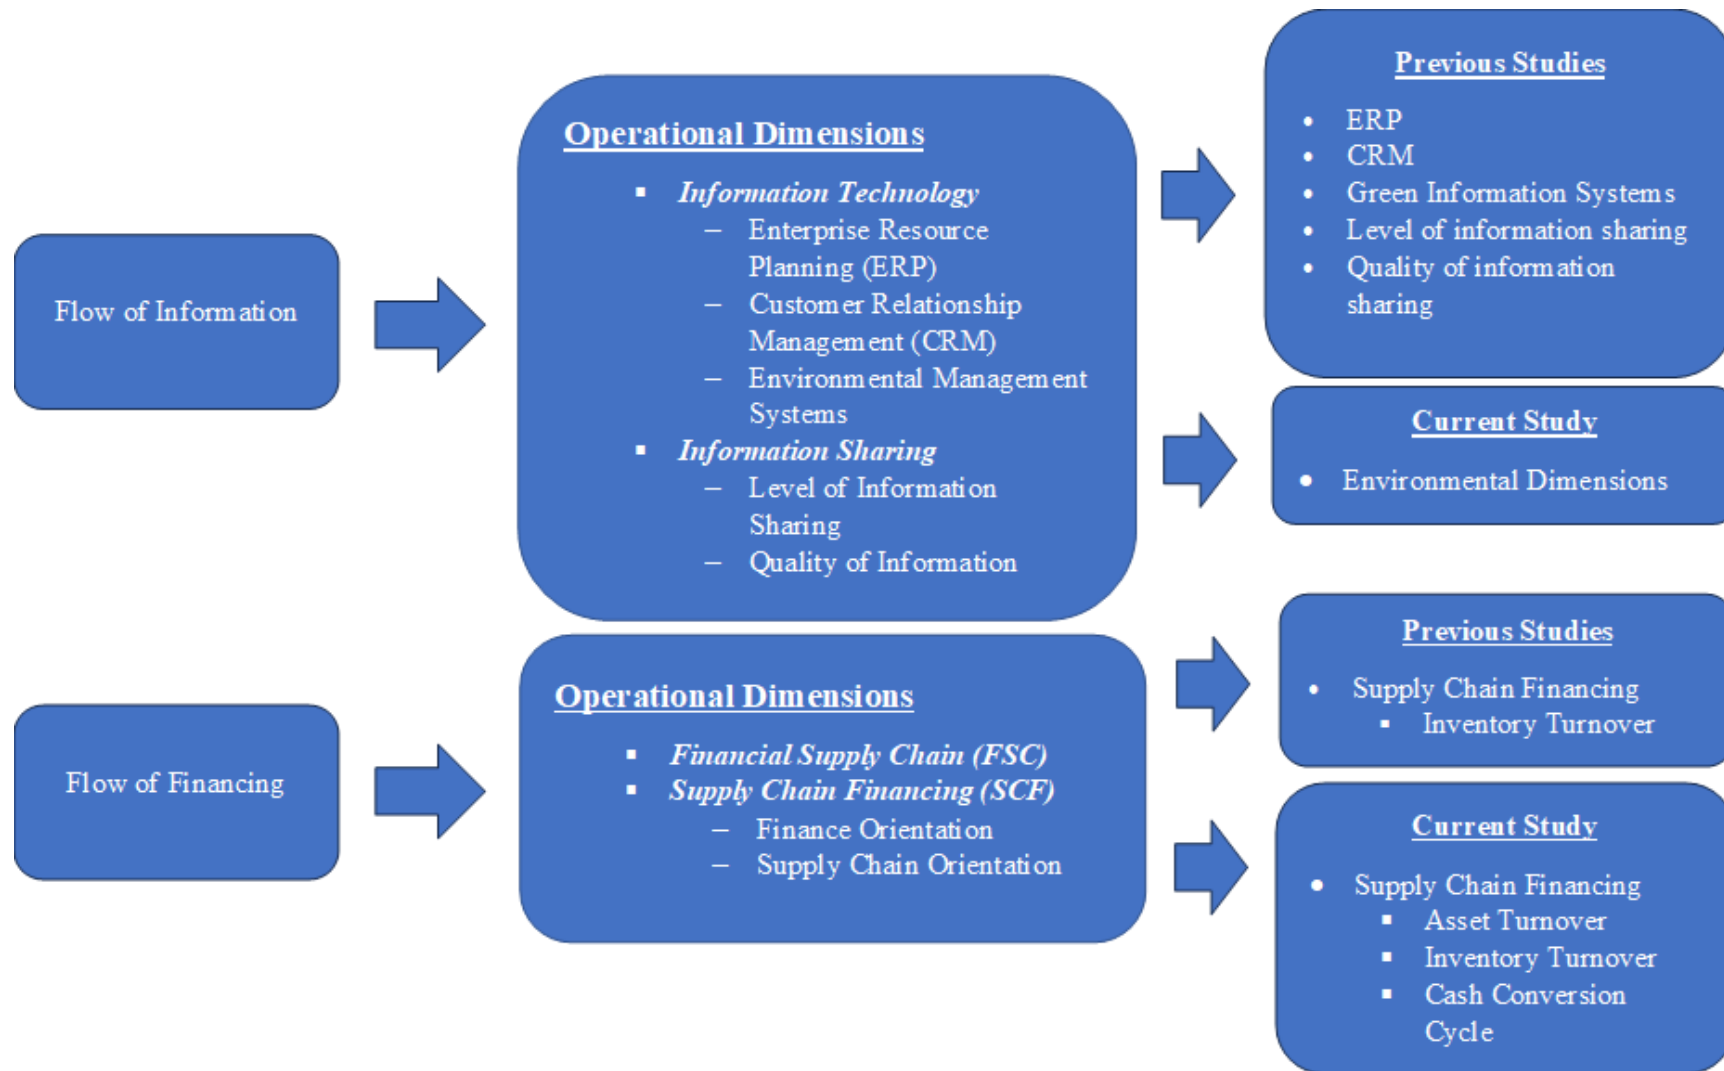 Flow of Information
Operational Dimensions
▪ Information Technology
– Enterprise Resource
Planning (ERP)
– Customer Relationship
Management (CRM)
– Environmental Management
Systems
▪ Information Sharing
– Level of Information
Sharing
– Quality of Information
Previous Studies
• ERP
• CRM
• Green Information Systems
• Level of information sharing
• Quality of information
sharing
Current Study
• Environmental Dimensions
Flow of Financing
Operational Dimensions
▪ Financial Supply Chain (FSC)
▪ Supply Chain Financing (SCF)
– Finance Orientation
– Supply Chain Orientation
Previous Studies
• Supply Chain Financing
▪ Inventory Turnover
Current Study
• Supply Chain Financing
▪ Asset Turnover
▪ Inventory Turnover
▪ Cash Conversion
Cycle